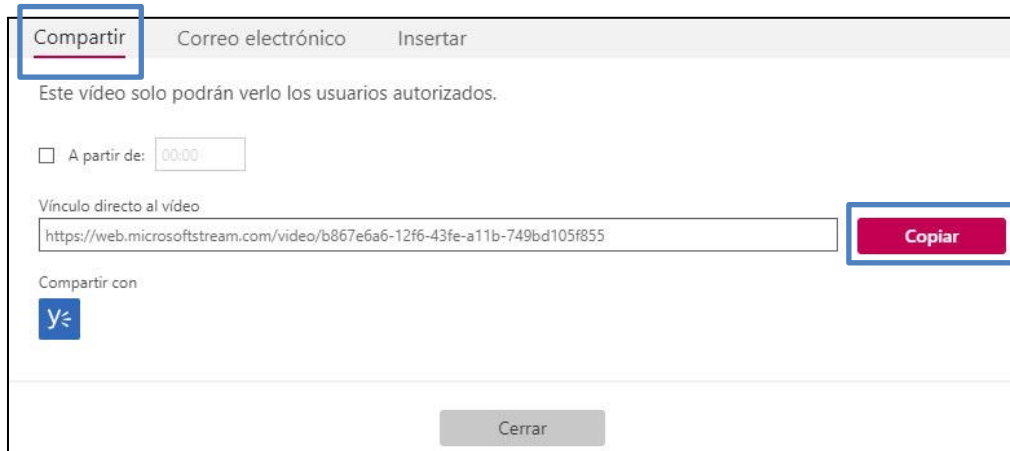 Compartir Correo electrónico Insertar
Este vídeo solo podrán verlo los usuarios autorizados.
A partir de: 00:00
Vínculo directo al vídeo
https://web.microsoftstream.com/video/b867e6a6-12f6-43fe-a11b-749bd105f855 Copiar
Compartir con
Cerrar